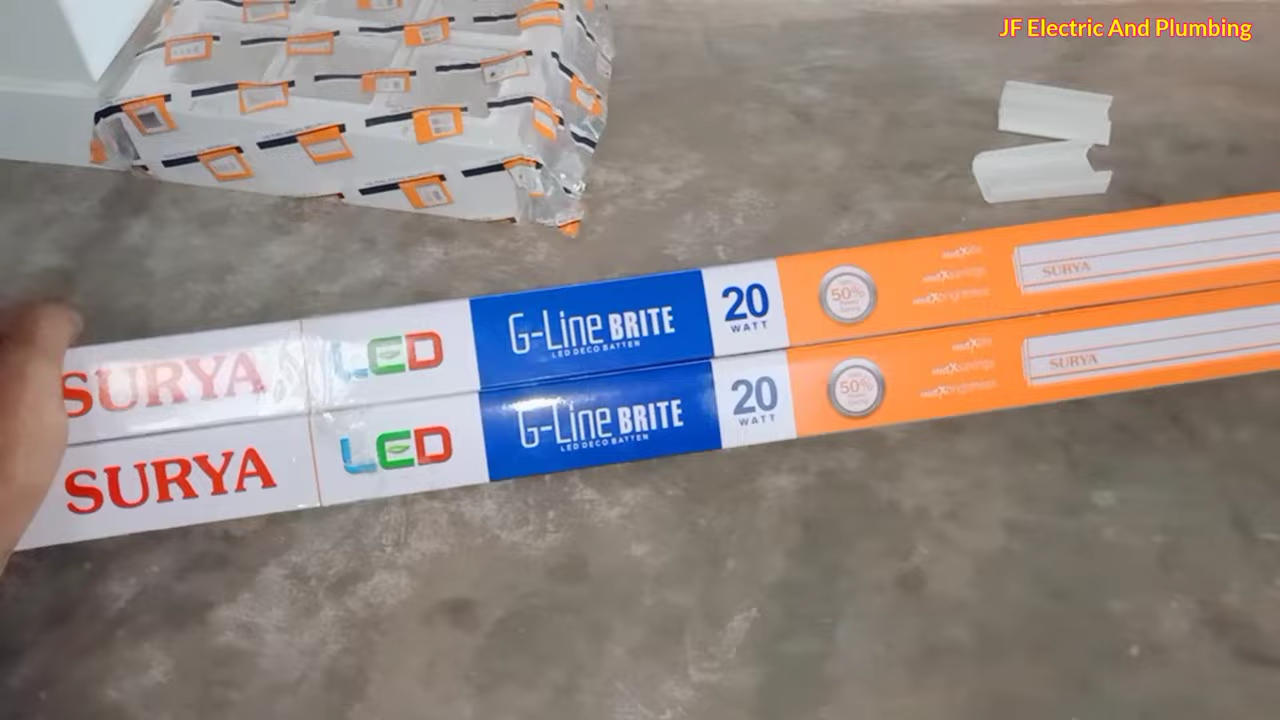 JF Electric And Plumbing
SURYA LED G-LINE BRITE 20 50% SURYA
LED DECO BATTEN WATT
SURYA LED G-LINE BRITE 20 50% SURYA
LED DECO BATTEN WATT